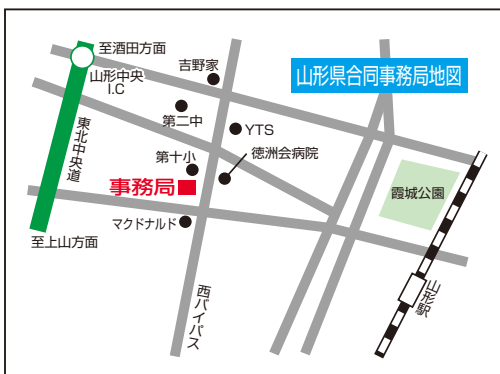 至酒田方面
吉野家
山形県合同事務局地図
山形中央
I.C
第二中
YTS
東北中央道
第十小
徳洲会病院
事務局
霞城公園
マクドナルド
至上山方面
西バイパス
山形駅